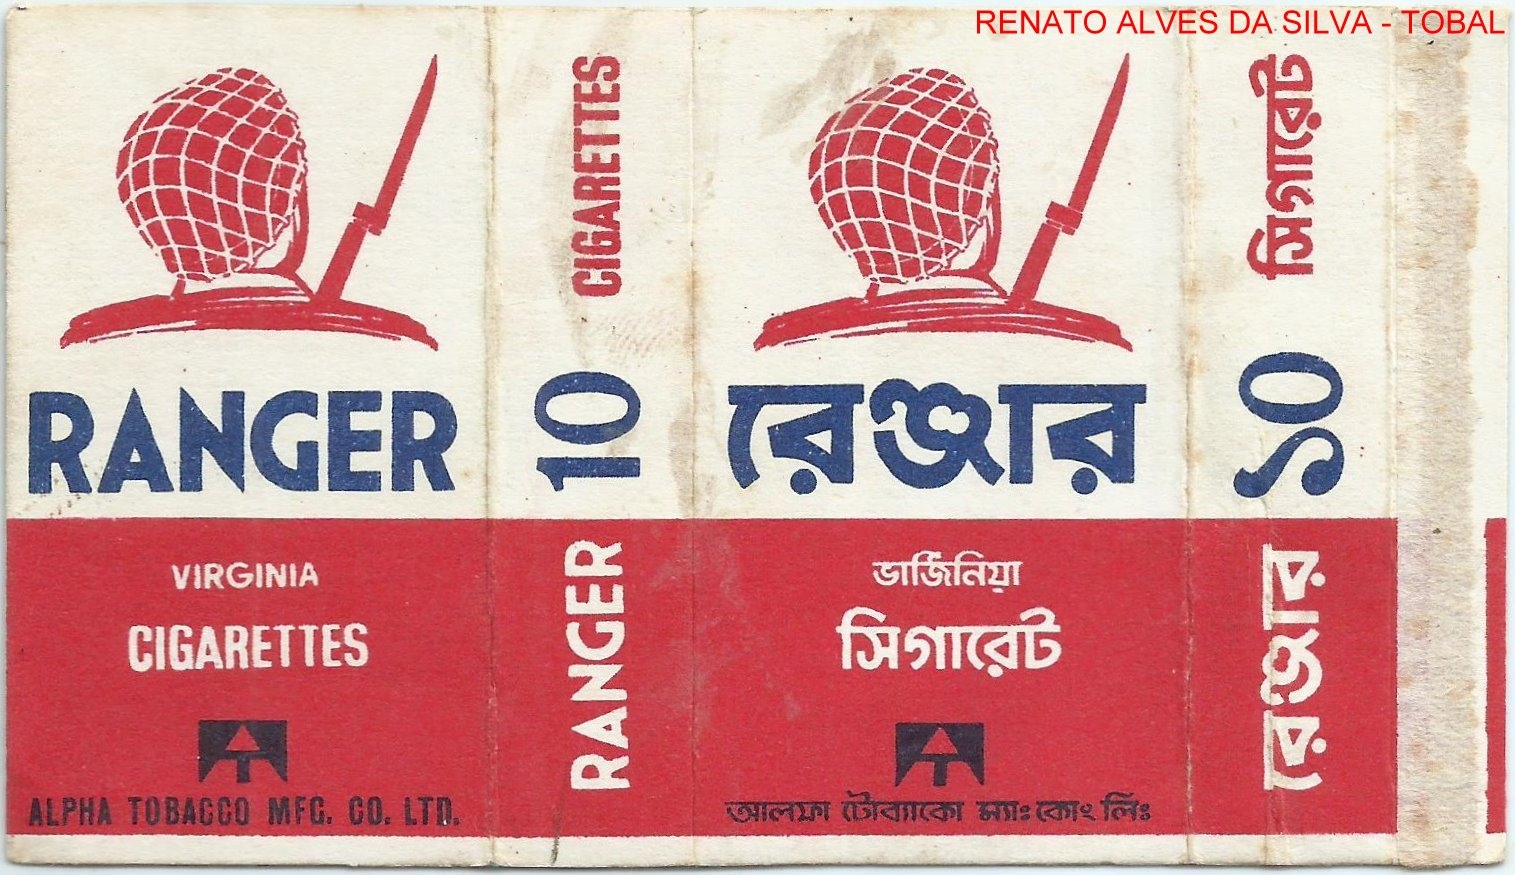 RENATO ALVES DA SILVA - TOBAL
RANGER
VIRGINIA
CIGARETTES
ALPHA TOBACCO MFG. CO. LTD.
CIGARETTES
10
RANGER
রেঞ্জার
ভার্জিনিয়া
সিগারেট
আলফা টোব্যাকো ম্যাঃ কোং লিঃ
সিগারেট
১০
রেঞ্জার